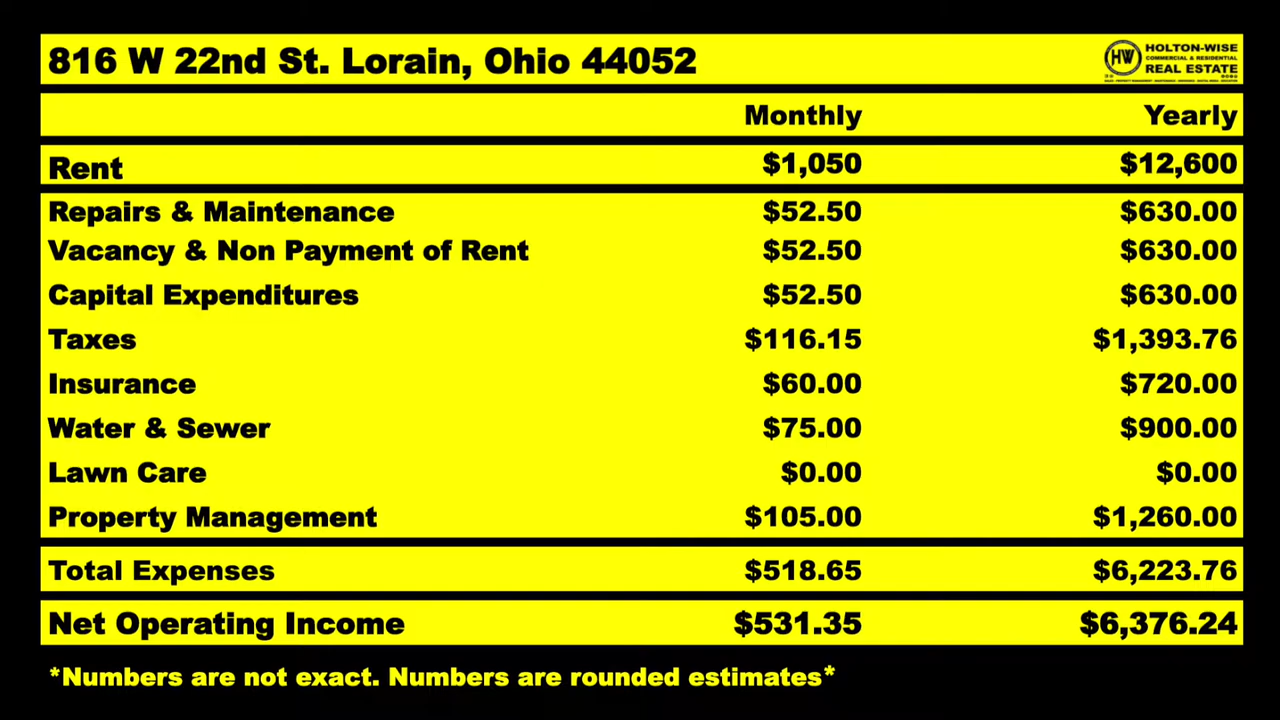 816 W 22nd St. Lorain, Ohio 44052
HW
HOLTON-WISE
COMMERCIAL & RESIDENTIAL
REAL ESTATE
Monthly Yearly
Rent $1,050 $12,600
Repairs & Maintenance $52.50 $630.00
Vacancy & Non Payment of Rent $52.50 $630.00
Capital Expenditures $52.50 $630.00
Taxes $116.15 $1,393.76
Insurance $60.00 $720.00
Water & Sewer $75.00 $900.00
Lawn Care $0.00 $0.00
Property Management $105.00 $1,260.00
Total Expenses $518.65 $6,223.76
Net Operating Income $531.35 $6,376.24
*Numbers are not exact. Numbers are rounded estimates*